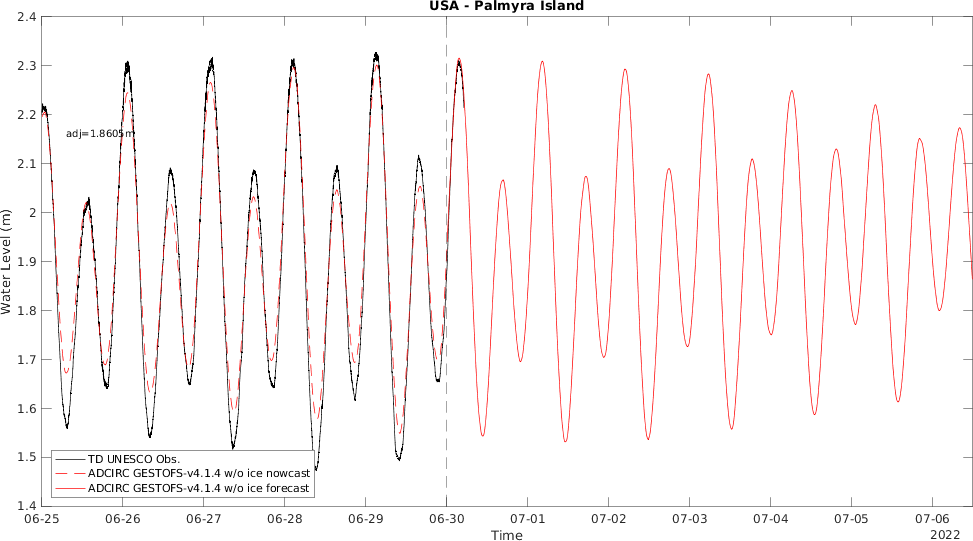 USA - Palmyra Island
2.4
2.3
2.2
adj=1.8605m
2.1
2
1.9
1.8
1.7
1.6
1.5
1.4
Water Level (m)
TD UNESCO Obs.
ADCIRC GESTOFS-v4.1.4 w/o ice nowcast
ADCIRC GESTOFS-v4.1.4 w/o ice forecast
06-25 06-26 06-27 06-28 06-29 06-30 07-01 07-02 07-03 07-04 07-05 07-06
Time
2022